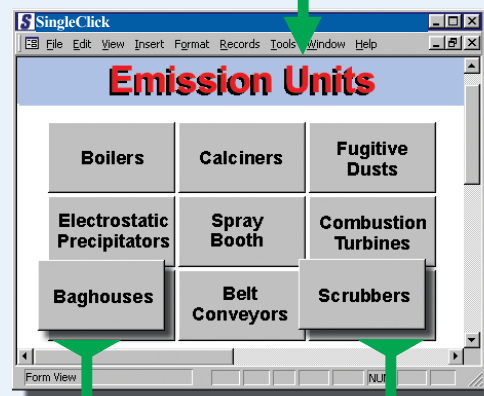 SingleClick
File Edit View Insert Format Records Tools Window Help
Emission Units
Boilers
Calciners
Fugitive
Dusts
Electrostatic
Precipitators
Spray
Booth
Combustion
Turbines
Baghouses
Belt
Conveyors
Scrubbers
Form View